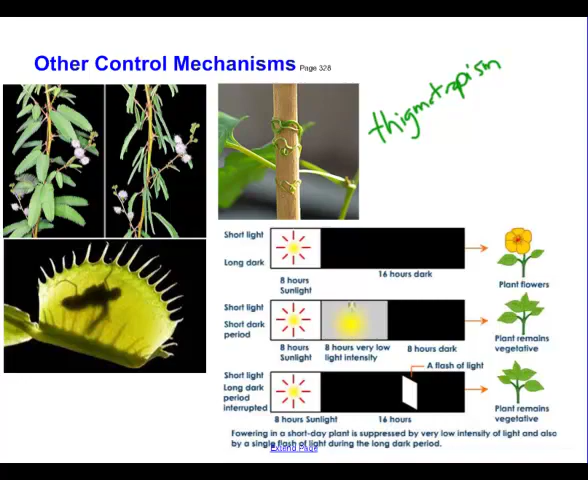 Other Control Mechanisms Page 328
thigmotropism
Short light
Long dark
8 hours
Sunlight
16 hours dark
Plant flowers
Short light
Short dark
period
8 hours
Sunlight
8 hours very low
light intensity
8 hours dark
Plant remains
vegetative
A flash of light
Short light
Long dark
period
interrupted
8 hours Sunlight
16 hours
Plant remains
vegetative
Fowering in a short-day plant is suppressed by very low intensity of light and also
by a single flash of light during the long dark period.
Extend Page